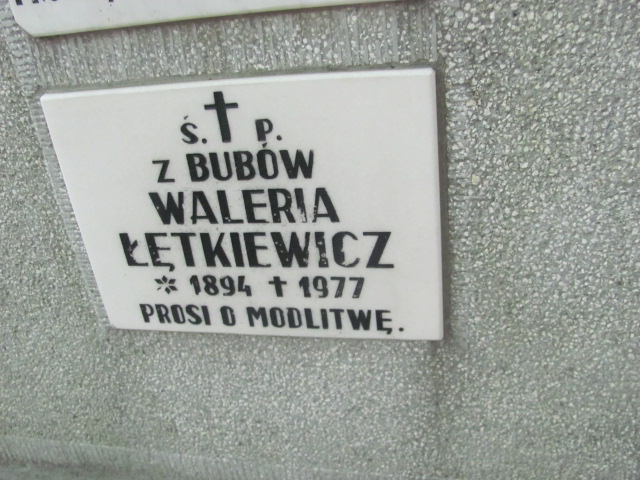 Ś. ✝ P.
Z BUBÓW
WALERIA
ŁĘTKIEWICZ
* 1894 ✝ 1977
PROSI O MODLITWĘ.